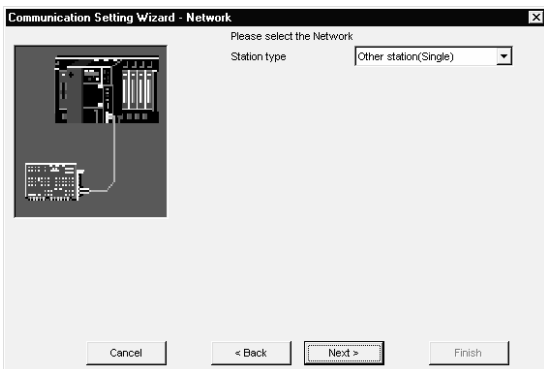 Communication Setting Wizard - Network
Please select the Network
Station type
Other station(Single)
Cancel
< Back
Next >
Finish